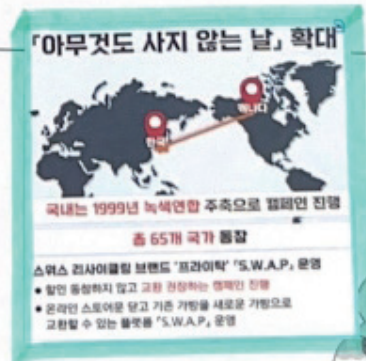 「아무것도 사지 않는 날」 확대
캐나다
한국
국내는 1999년 녹색연합 주축으로 캠페인 진행
총 65개 국가 동참
스위스 리사이클링 브랜드 '프라이탁' 「S.W.A.P」 운영
• 할인 동참하지 않고 교환 권장하는 캠페인 진행
• 온라인 스토어문 닫고 기존 가방을 새로운 가방으로
교환할 수 있는 플랫폼 「S.W.A.P」 운영